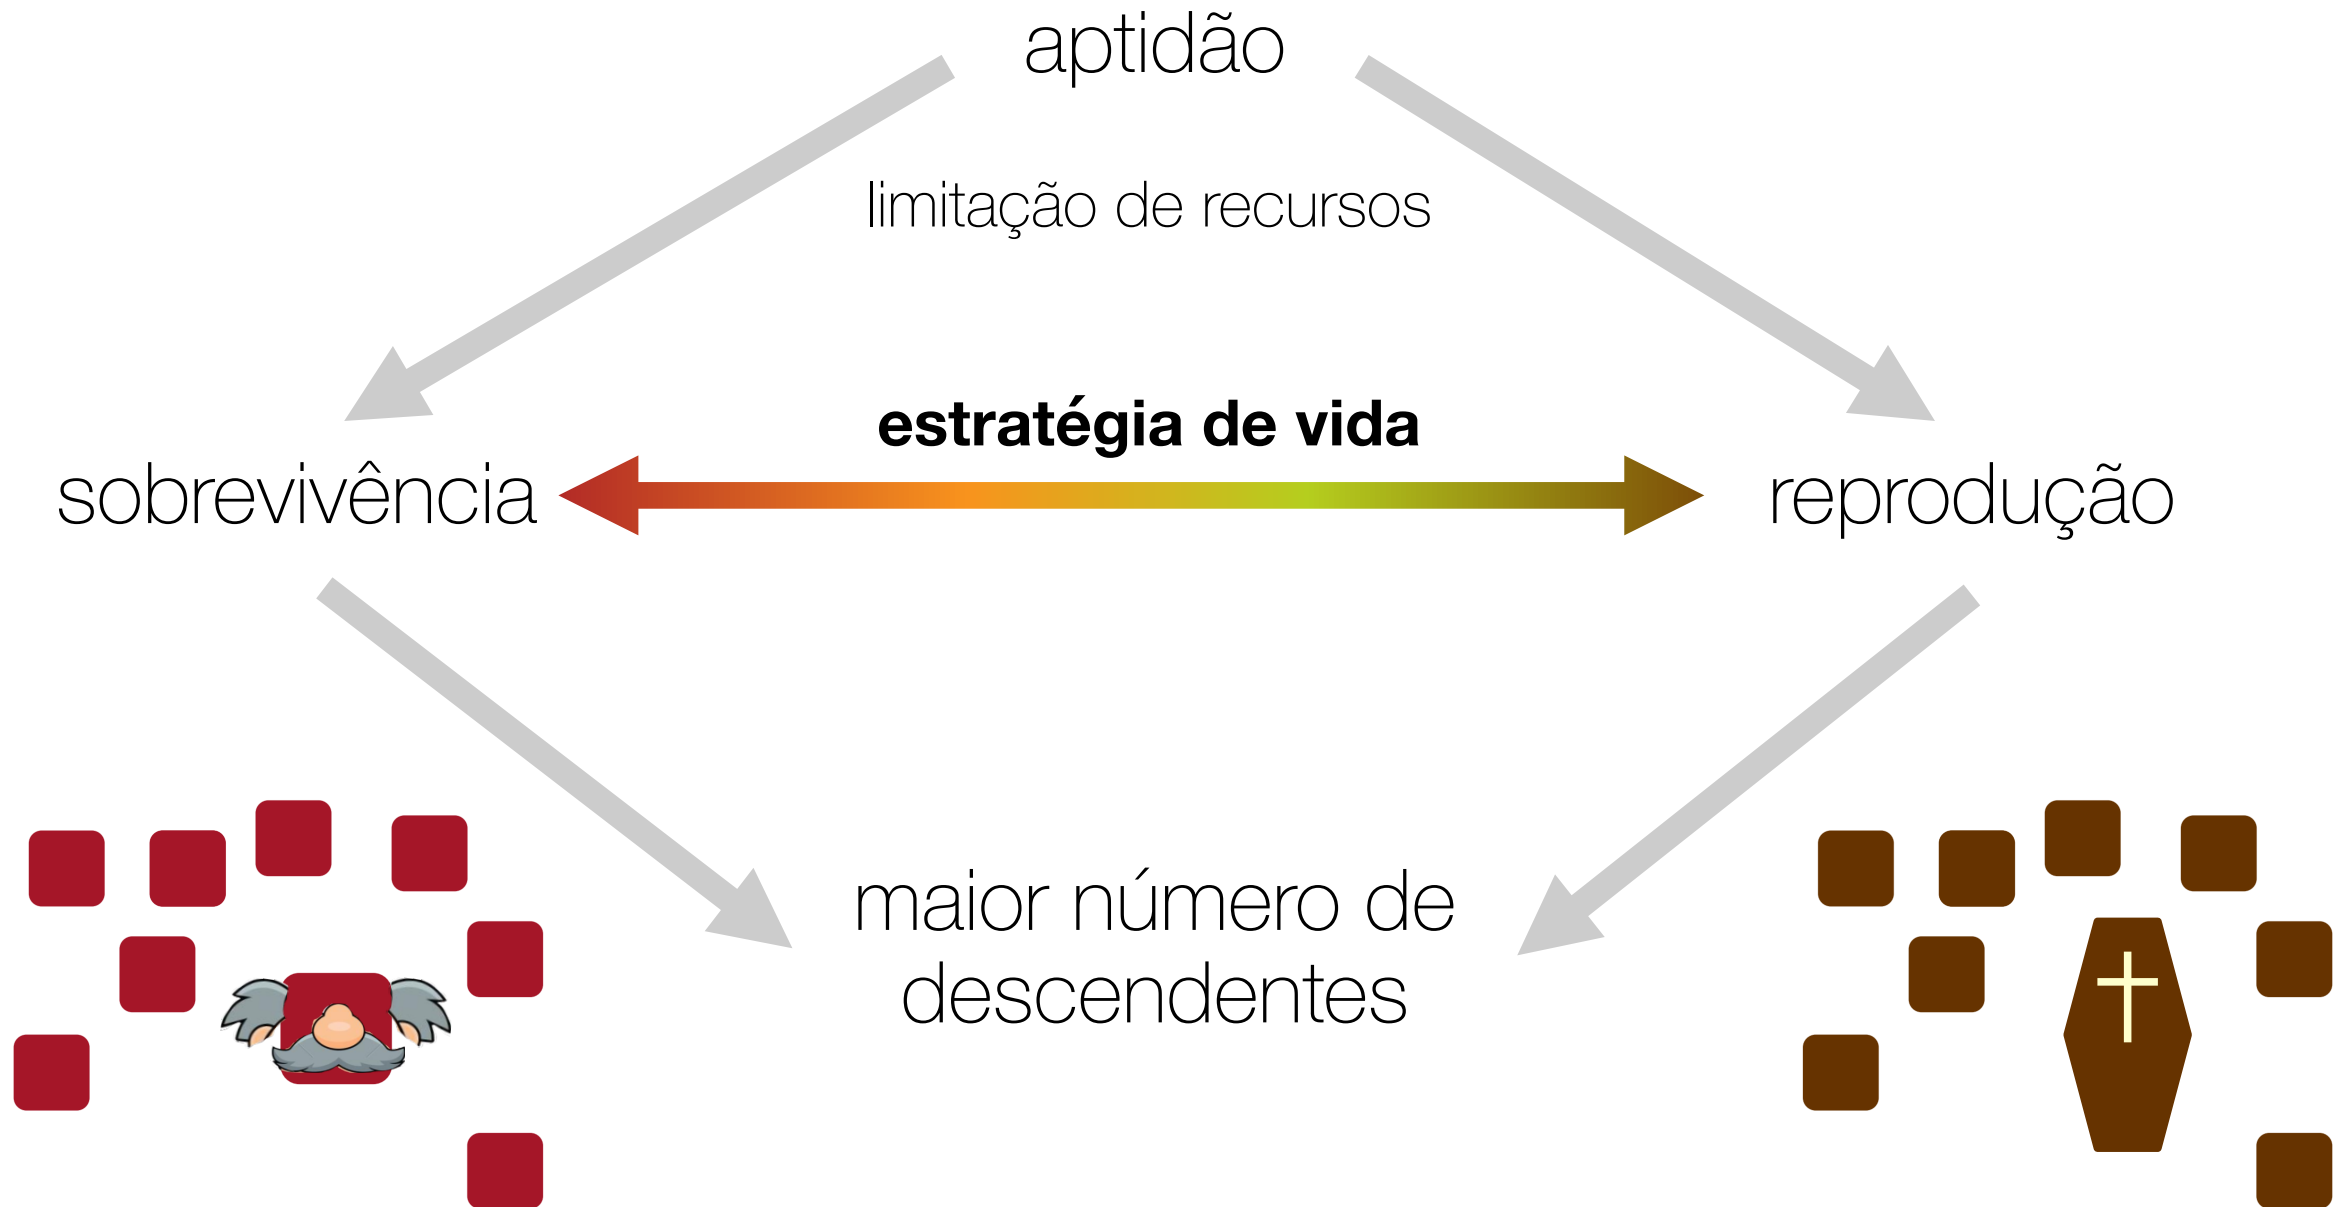 aptidão
limitação de recursos
estratégia de vida
sobrevivência
reprodução
maior número de
descendentes